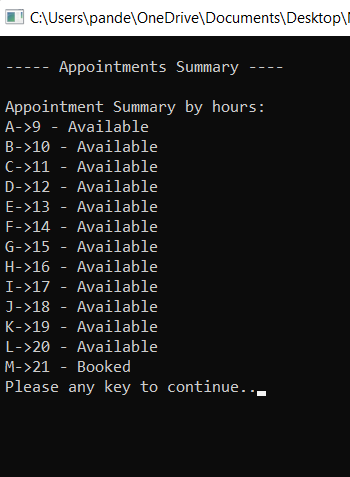 C:\Users\pande\OneDrive\Documents\Desktop\
----- Appointments Summary ----
Appointment Summary by hours:
A->9 - Available
B->10 - Available
C->11 - Available
D->12 - Available
E->13 - Available
F->14 - Available
G->15 - Available
H->16 - Available
I->17 - Available
J->18 - Available
K->19 - Available
L->20 - Available
M->21 - Booked
Please any key to continue..